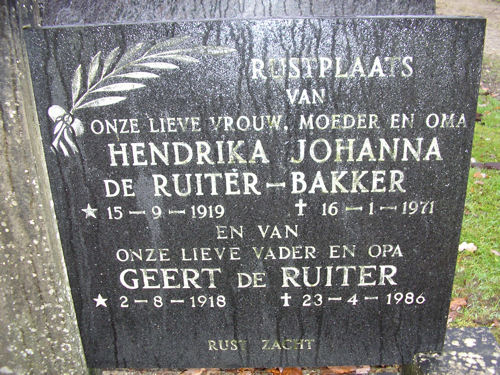 RUSTPLAATS
VAN
ONZE LIEVE VROUW, MOEDER EN OMA
HENDRIKA JOHANNA
DE RUITER-BAKKER
★ 15-9-1919 † 16-1-1971
EN VAN
ONZE LIEVE VADER EN OPA
GEERT DE RUITER
★ 2-8-1918 † 23-4-1986
RUST ZACHT